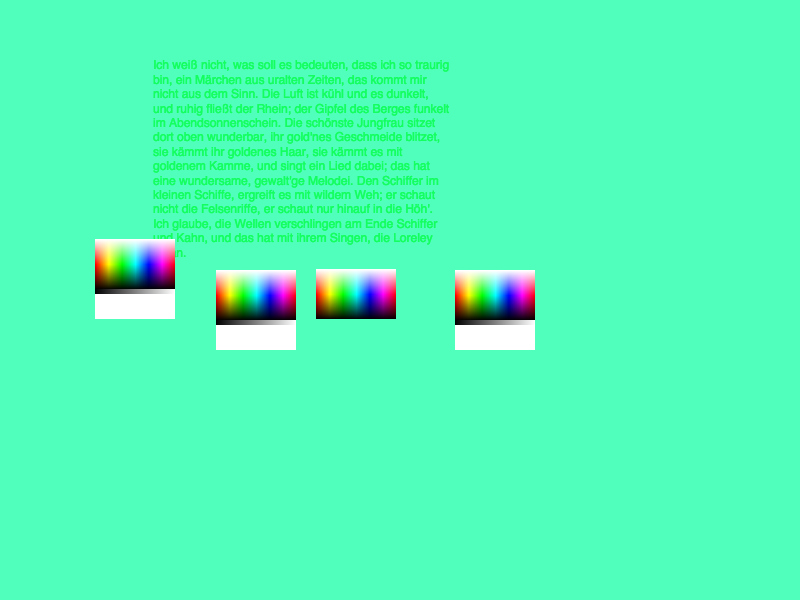 Ich weiß nicht, was soll es bedeuten, dass ich so traurig
bin, ein Märchen aus uralten Zeiten, das kommt mir
nicht aus dem Sinn. Die Luft ist kühl und es dunkelt,
und ruhig fließt der Rhein; der Gipfel des Berges funkelt
im Abendsonnenschein. Die schönste Jungfrau sitzet
dort oben wunderbar, ihr gold'nes Geschmeide blitzet,
sie kämmt ihr goldenes Haar, sie kämmt es mit
goldenem Kamme, und singt ein Lied dabei; das hat
eine wundersame, gewalt'ge Melodei. Den Schiffer im
kleinen Schiffe, ergreift es mit wildem Weh; er schaut
nicht die Felsenriffe, er schaut nur hinauf in die Höh'.
Ich glaube, die Wellen verschlingen am Ende Schiffer
und Kahn, und das hat mit ihrem Singen, die Loreley